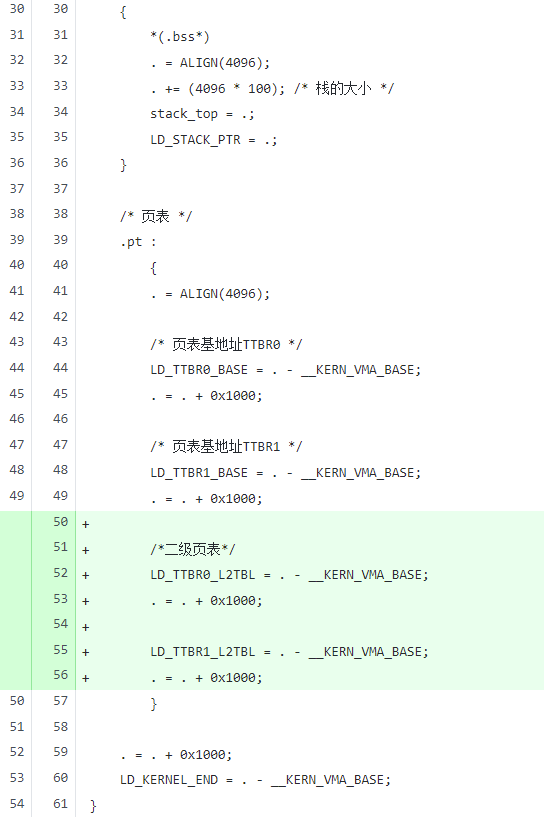 30 30 {
31 31 *(.bss*)
32 32 . = ALIGN(4096);
33 33 . += (4096 * 100); /* 栈的大小 */
34 34 stack_top = .;
35 35 LD_STACK_PTR = .;
36 36 }
37 37
38 38 /* 页表 */
39 39 .pt :
40 40 {
41 41 . = ALIGN(4096);
42 42
43 43 /* 页表基地址TTBR0 */
44 44 LD_TTBR0_BASE = . - __KERN_VMA_BASE;
45 45 . = . + 0x1000;
46 46
47 47 /* 页表基地址TTBR1 */
48 48 LD_TTBR1_BASE = . - __KERN_VMA_BASE;
49 49 . = . + 0x1000;
50 +
51 + /*二级页表*/
52 + LD_TTBR0_L2TBL = . - __KERN_VMA_BASE;
53 + . = . + 0x1000;
54 +
55 + LD_TTBR1_L2TBL = . - __KERN_VMA_BASE;
56 + . = . + 0x1000;
50 57 }
51 58
52 59 . = . + 0x1000;
53 60 LD_KERNEL_END = . - __KERN_VMA_BASE;
54 61 }